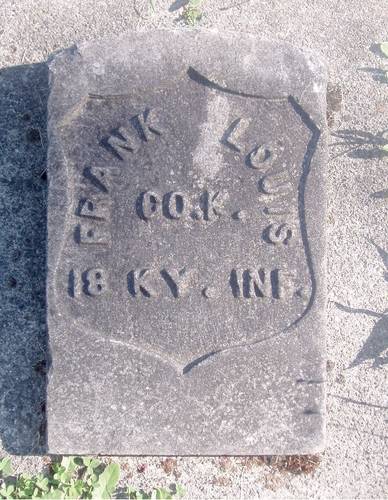 FRANK LOUIS
CO. K.
18 KY. INF.